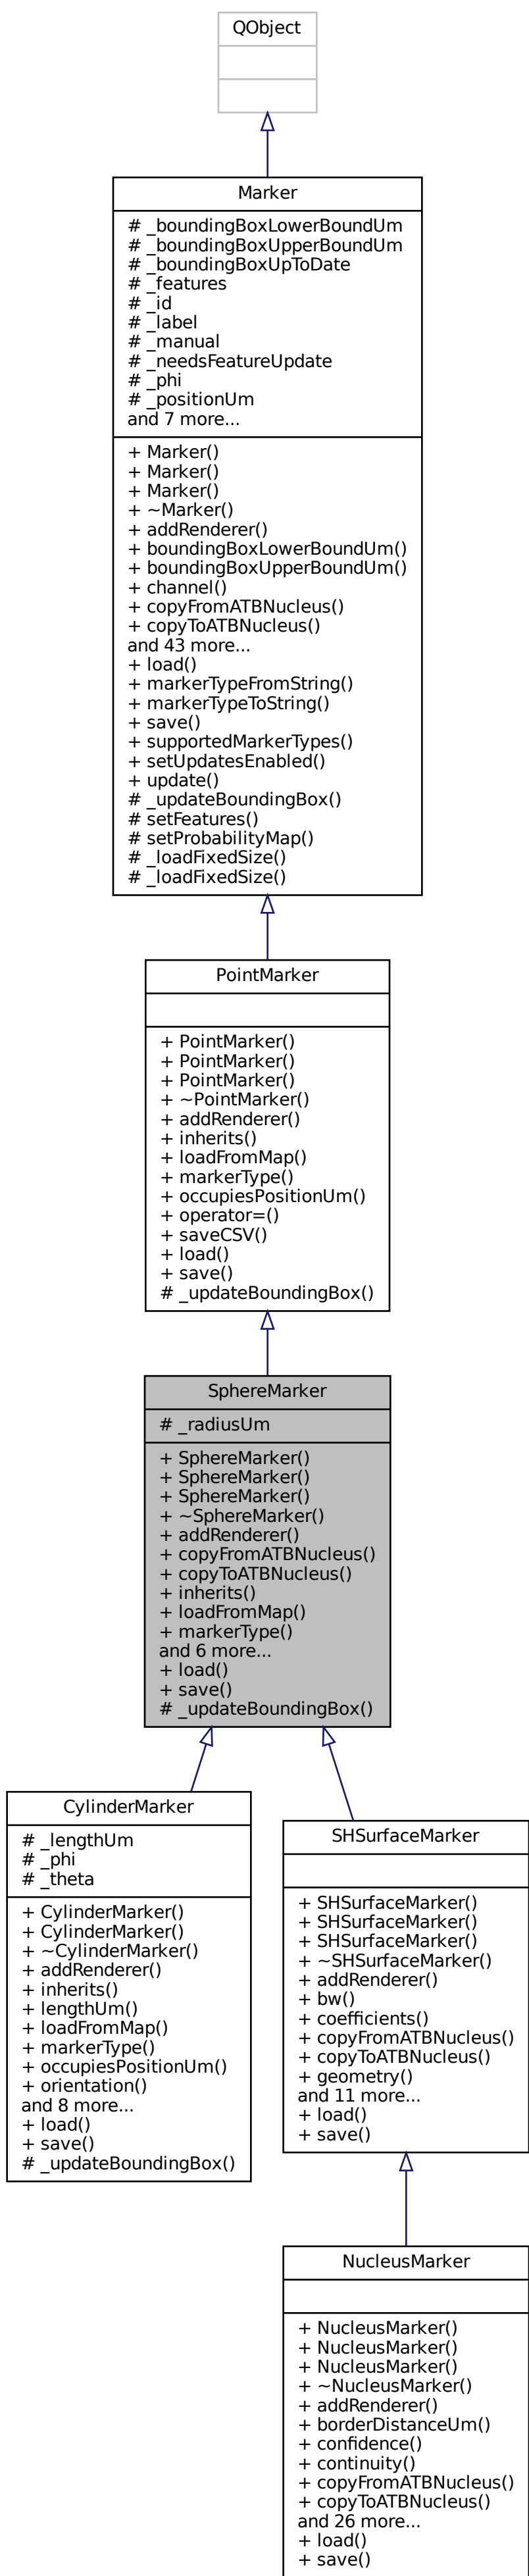 QObject
Marker
# _boundingBoxLowerBoundUm
# _boundingBoxUpperBoundUm
# _boundingBoxUpToDate
# _features
# _id
# _label
# _manual
# _needsFeatureUpdate
# _phi
# _positionUm
and 7 more...
+ Marker()
+ Marker()
+ Marker()
+ ~Marker()
+ addRenderer()
+ boundingBoxLowerBoundUm()
+ boundingBoxUpperBoundUm()
+ channel()
+ copyFromATBNucleus()
+ copyToATBNucleus()
and 43 more...
+ load()
+ markerTypeFromString()
+ markerTypeToString()
+ save()
+ supportedMarkerTypes()
+ setUpdatesEnabled()
+ update()
# _updateBoundingBox()
# setFeatures()
# setProbabilityMap()
# _loadFixedSize()
# _loadFixedSize()
PointMarker
+ PointMarker()
+ PointMarker()
+ PointMarker()
+ ~PointMarker()
+ addRenderer()
+ inherits()
+ loadFromMap()
+ markerType()
+ occupiesPositionUm()
+ operator=()
+ saveCSV()
+ load()
+ save()
# _updateBoundingBox()
SphereMarker
# _radiusUm
+ SphereMarker()
+ SphereMarker()
+ SphereMarker()
+ ~SphereMarker()
+ addRenderer()
+ copyFromATBNucleus()
+ copyToATBNucleus()
+ inherits()
+ loadFromMap()
+ markerType()
and 6 more...
+ load()
+ save()
# _updateBoundingBox()
CylinderMarker
# _lengthUm
# _phi
# _theta
+ CylinderMarker()
+ CylinderMarker()
+ ~CylinderMarker()
+ addRenderer()
+ inherits()
+ lengthUm()
+ loadFromMap()
+ markerType()
+ occupiesPositionUm()
+ orientation()
and 8 more...
+ load()
+ save()
# _updateBoundingBox()
SHSurfaceMarker
+ SHSurfaceMarker()
+ SHSurfaceMarker()
+ SHSurfaceMarker()
+ ~SHSurfaceMarker()
+ addRenderer()
+ bw()
+ coefficients()
+ copyFromATBNucleus()
+ copyToATBNucleus()
+ geometry()
and 11 more...
+ load()
+ save()
NucleusMarker
+ NucleusMarker()
+ NucleusMarker()
+ NucleusMarker()
+ ~NucleusMarker()
+ addRenderer()
+ borderDistanceUm()
+ confidence()
+ continuity()
+ copyFromATBNucleus()
+ copyToATBNucleus()
and 26 more...
+ load()
+ save()